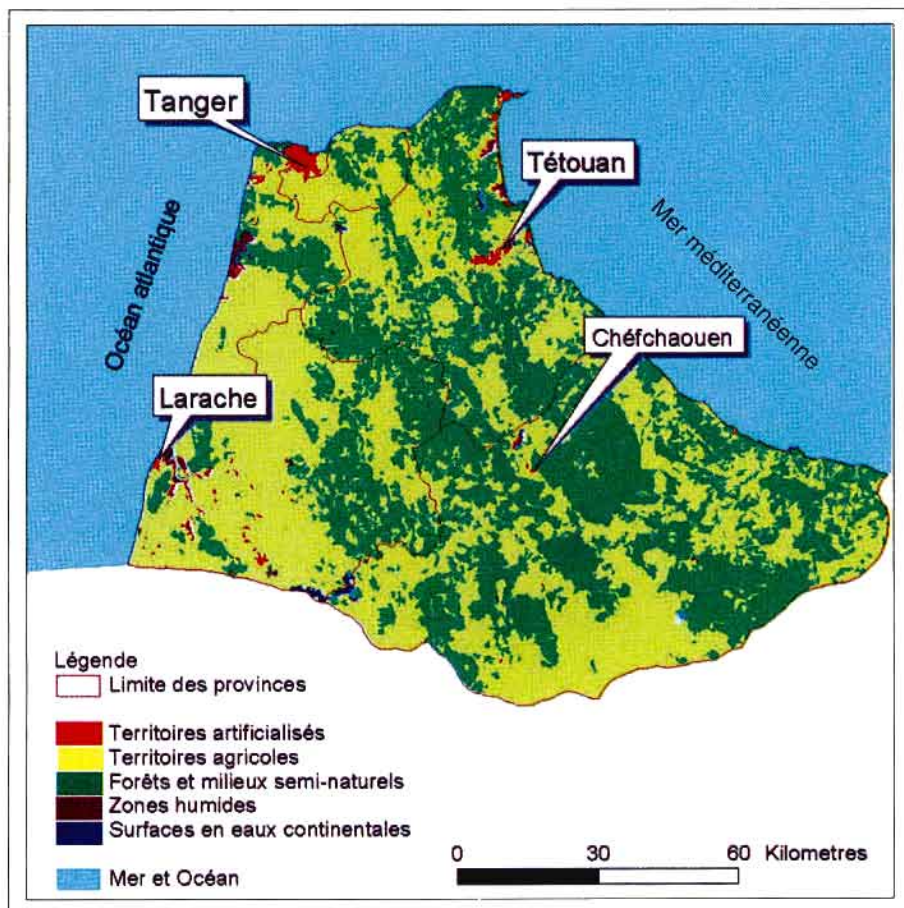 Tanger
Tétouan
Océan atlantique
Mer méditerranéenne
Chéfchaouen
Larache
Légende
Limite des provinces
Territoires artificialisés
Territoires agricoles
Forêts et milieux semi-naturels
Zones humides
Surfaces en eaux continentales
Mer et Océan
0 30 60 Kilometres